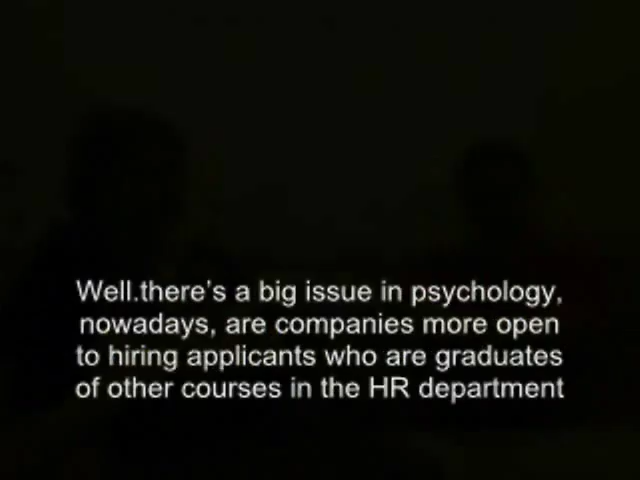 Well.there's a big issue in psychology,
nowadays, are companies more open
to hiring applicants who are graduates
of other courses in the HR department